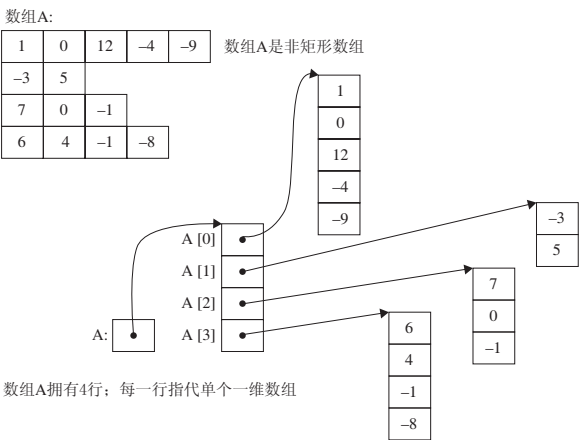 数组A:
1 0 12 –4 –9
数组A是非矩形数组
–3 5
7 0 –1
6 4 –1 –8
1
0
12
–4
–9
–3
5
A [0]
A [1]
A [2]
A [3]
A:
7
0
–1
6
4
–1
–8
数组A拥有4行；每一行指代单个一维数组